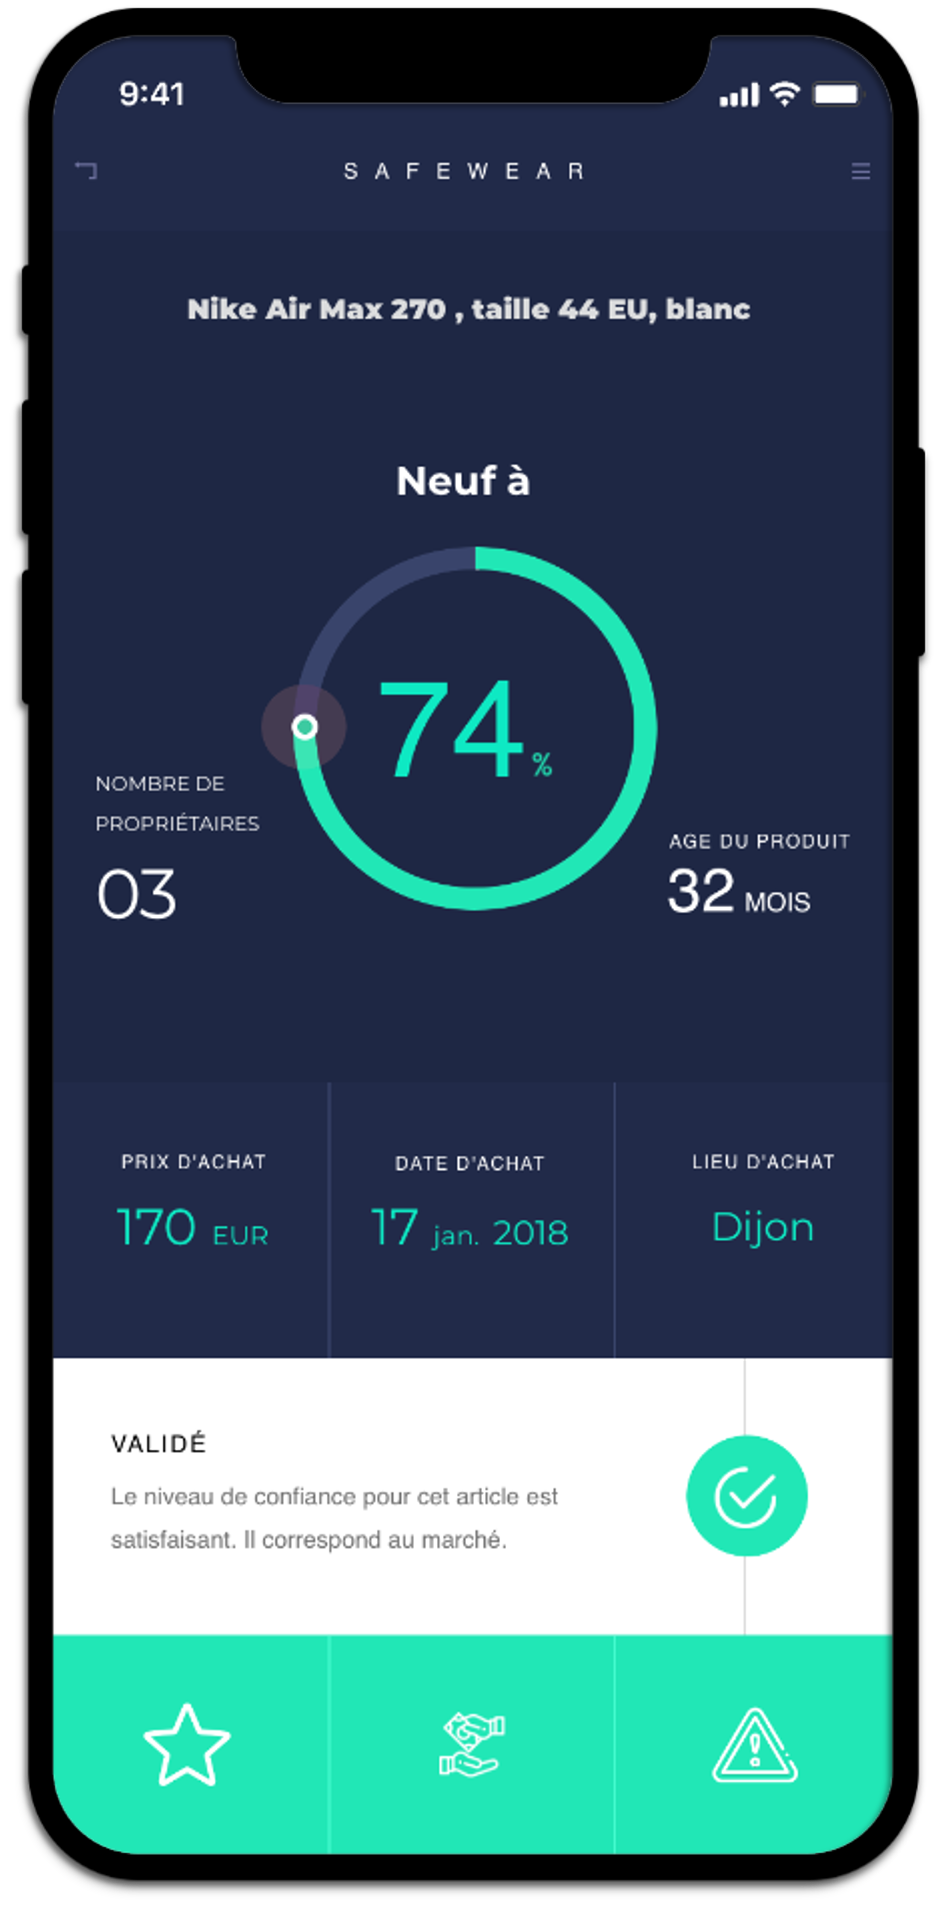 9:41
SAFEWEAR
Nike Air Max 270 , taille 44 EU, blanc
Neuf à
74 %
NOMBRE DE
PROPRIÉTAIRES
03
AGE DU PRODUIT
32 MOIS
PRIX D'ACHAT
170 EUR
DATE D'ACHAT
17 jan. 2018
LIEU D'ACHAT
Dijon
VALIDÉ
Le niveau de confiance pour cet article est
satisfaisant. Il correspond au marché.